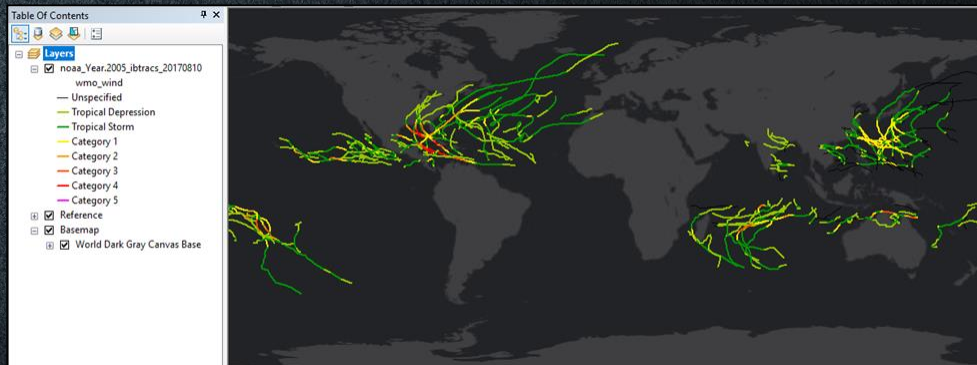 Table Of Contents
Layers
noaa_Year.2005_ibtracs_20170810
wmo_wind
Unspecified
Tropical Depression
Tropical Storm
Category 1
Category 2
Category 3
Category 4
Category 5
Reference
Basemap
World Dark Gray Canvas Base